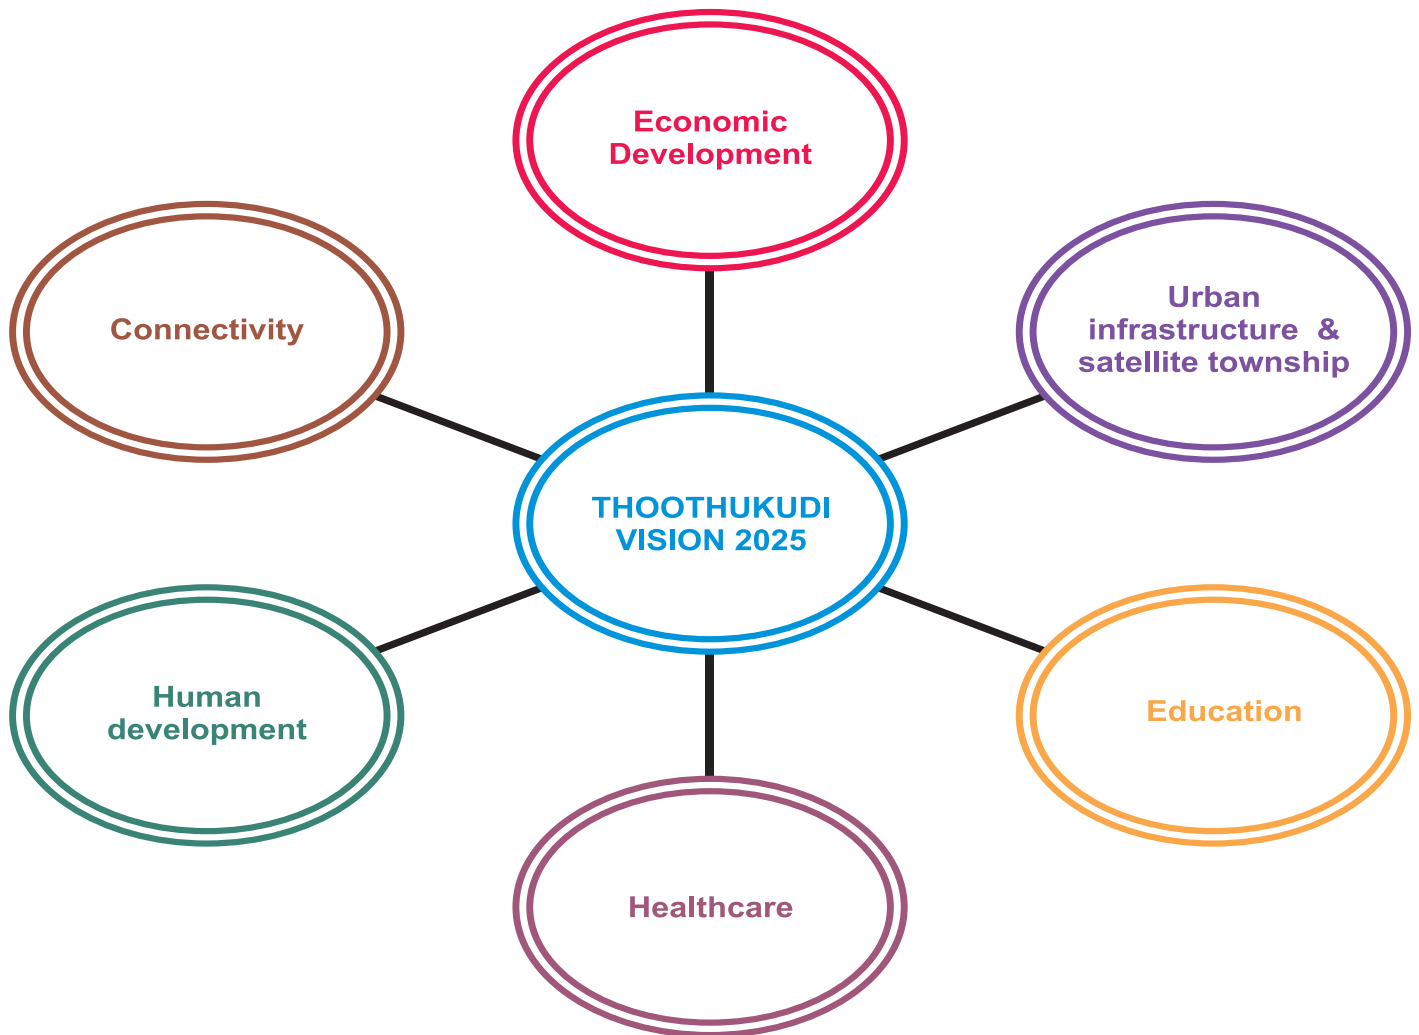 Economic
Development
Connectivity
Urban
infrastructure &
satellite township
THOOTHUKUDI
VISION 2025
Human
development
Education
Healthcare